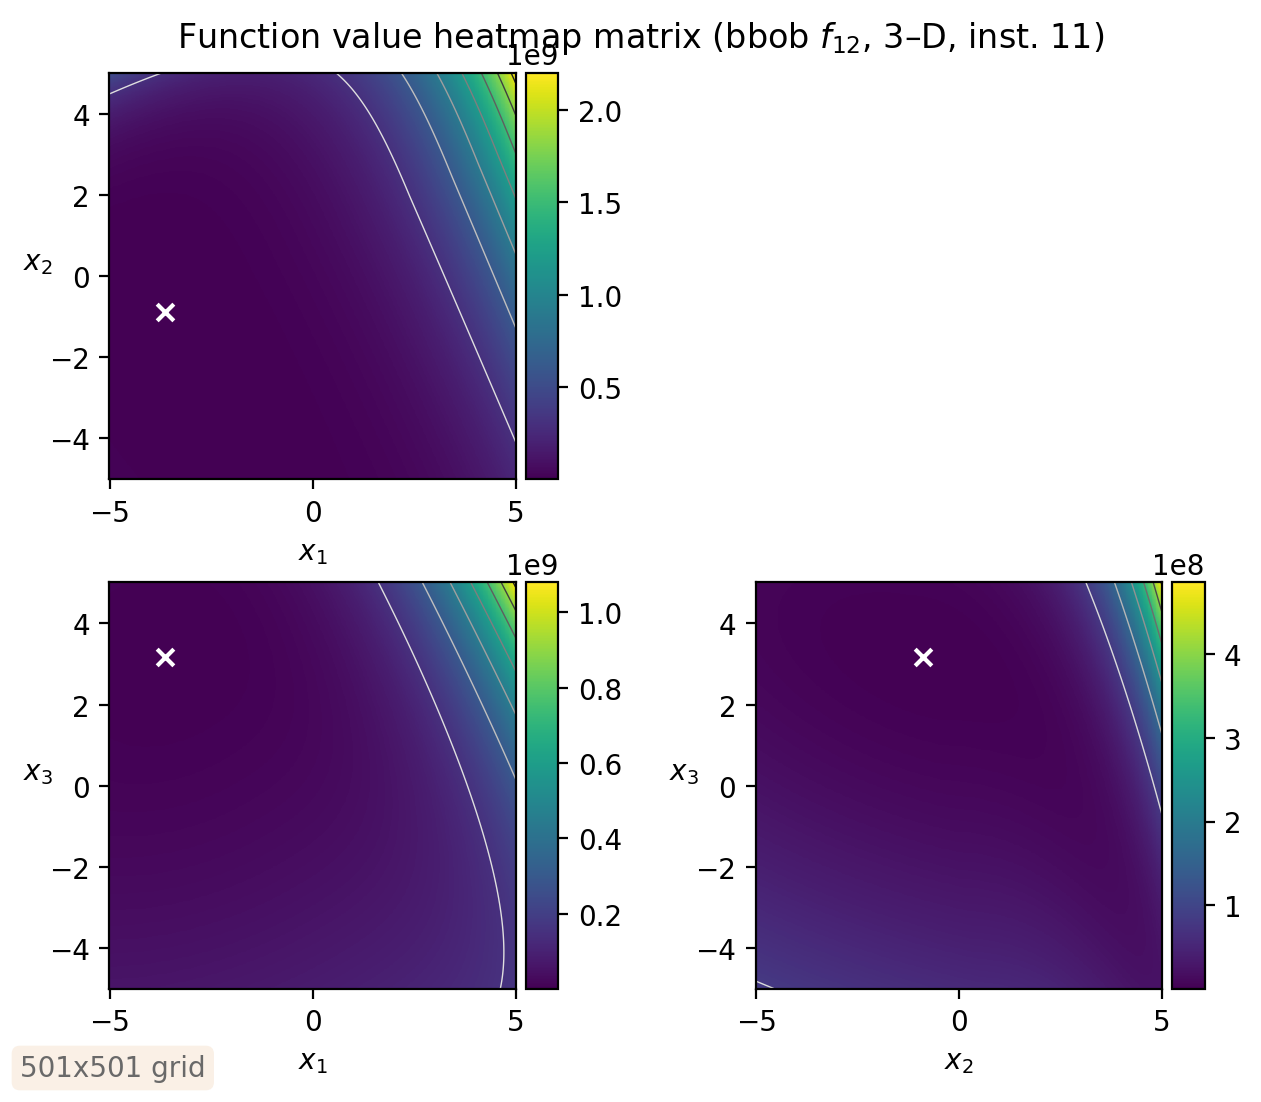 Function value heatmap matrix (bbob f₁₂, 3–D, inst. 11)
1e9
4
2
0
−2
−4
x₂
−5 0 5
x₁
2.0
1.5
1.0
0.5
1e9
4
2
0
−2
−4
x₃
−5 0 5
x₁
1.0
0.8
0.6
0.4
0.2
1e8
4
2
0
−2
−4
x₃
−5 0 5
x₂
4
3
2
1
501x501 grid